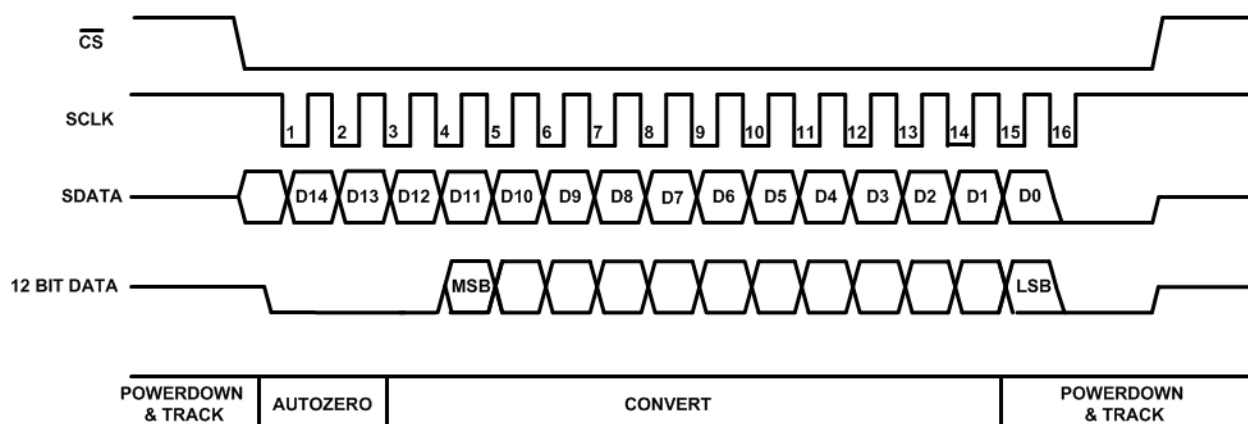 CS
SCLK
1 2 3 4 5 6 7 8 9 10 11 12 13 14 15 16
SDATA
D14 D13 D12 D11 D10 D9 D8 D7 D6 D5 D4 D3 D2 D1 D0
12 BIT DATA
MSB LSB
POWERDOWN
& TRACK
AUTOZERO
CONVERT
POWERDOWN
& TRACK